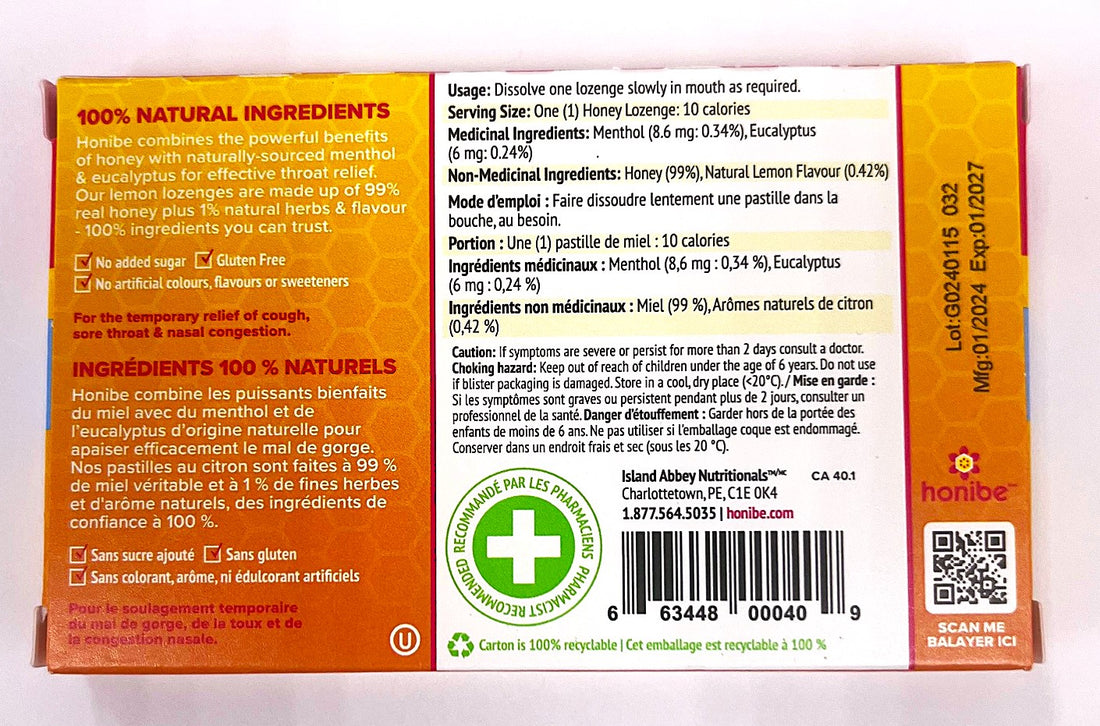 100% NATURAL INGREDIENTS
Honibe combines the powerful benefits
of honey with naturally-sourced menthol
& eucalyptus for effective throat relief.
Our lemon lozenges are made up of 99%
real honey plus 1% natural herbs & flavour
- 100% ingredients you can trust.
No added sugar Gluten Free
No artificial colours, flavours or sweeteners
For the temporary relief of cough,
sore throat & nasal congestion.
INGRÉDIENTS 100 % NATURELS
Honibe combine les puissants bienfaits
du miel avec du menthol et de
l'eucalyptus d'origine naturelle pour
apaiser efficacement le mal de gorge.
Nos pastilles au citron sont faites à 99 %
de miel véritable et à 1 % de fines herbes
et d'arôme naturels, des ingrédients de
confiance à 100 %.
Sans sucre ajouté Sans gluten
Sans colorant, arôme, ni édulcorant artificiels
Pour le soulagement temporaire
du mal de gorge, de la toux et de
la congestion nasale.
U
Usage: Dissolve one lozenge slowly in mouth as required.
Serving Size: One (1) Honey Lozenge: 10 calories
Medicinal Ingredients: Menthol (8.6 mg: 0.34%), Eucalyptus
(6 mg: 0.24%)
Non-Medicinal Ingredients: Honey (99%), Natural Lemon Flavour (0.42%)
Mode d'emploi : Faire dissoudre lentement une pastille dans la
bouche, au besoin.
Portion : Une (1) pastille de miel : 10 calories
Ingrédients médicinaux : Menthol (8,6 mg : 0,34 %), Eucalyptus
(6 mg : 0,24 %)
Ingrédients non médicinaux : Miel (99 %), Arômes naturels de citron
(0,42 %)
Caution: If symptoms are severe or persist for more than 2 days consult a doctor.
Choking hazard: Keep out of reach of children under the age of 6 years. Do not use
if blister packaging is damaged. Store in a cool, dry place (<20°C). / Mise en garde :
Si les symptômes sont graves ou persistent pendant plus de 2 jours, consulter un
professionnel de la santé. Danger d'étouffement : Garder hors de la portée des
enfants de moins de 6 ans. Ne pas utiliser si l'emballage coque est endommagé.
Conserver dans un endroit frais et sec (sous les 20 °C).
RECOMMANDÉ PAR LES PHARMACIENS
PHARMACIST RECOMMENDED
Island Abbey Nutritionals™/MC CA 40.1
Charlottetown, PE, C1E 0K4
1.877.564.5035 | honibe.com
6 63448 00040 9
Carton is 100% recyclable | Cet emballage est recyclable à 100 %
Lot:G0240115 032
Mfg:01/2024 Exp:01/2027
honibe™
SCAN ME
BALAYER ICI